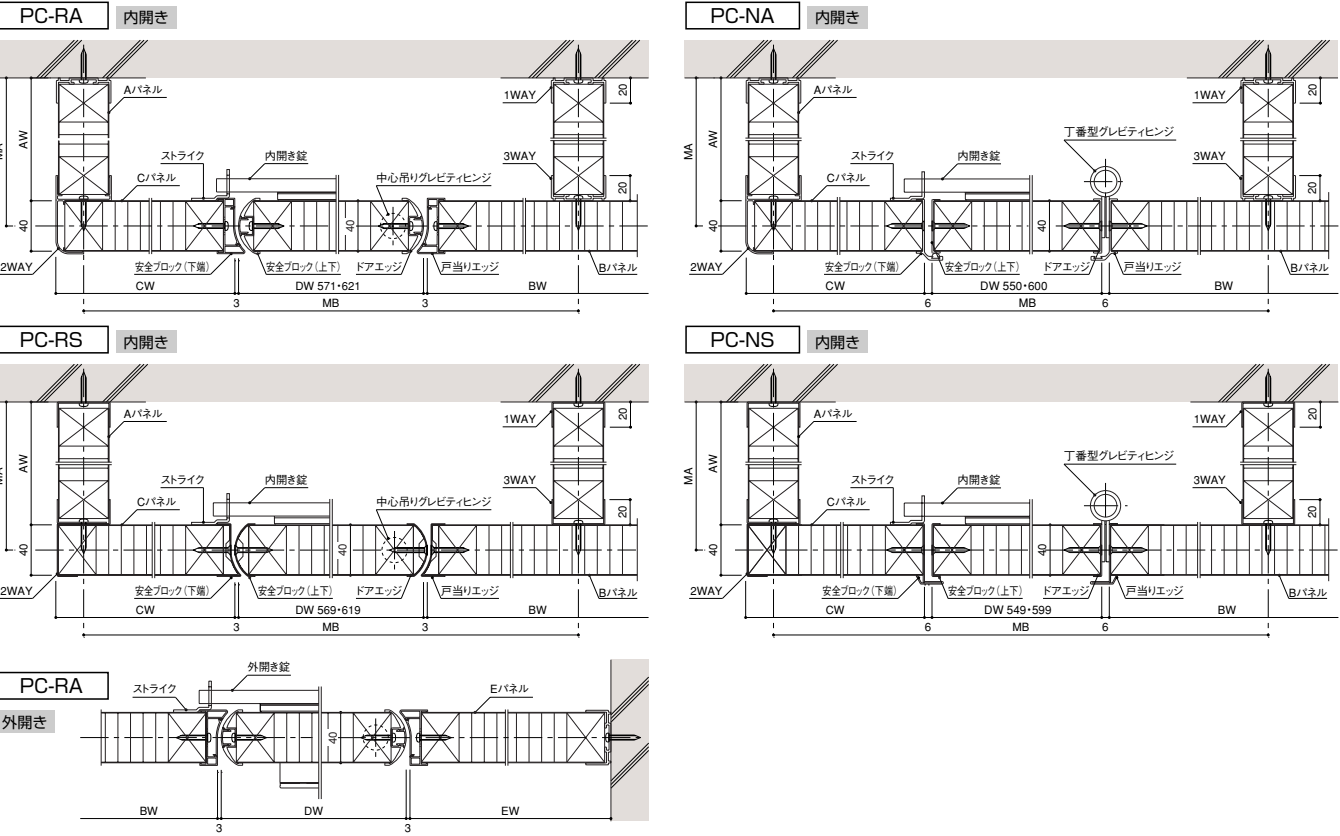 PC-RA 内開き
Aパネル
1WAY
20
MA
AW
ストライク
内開き錠
3WAY
Cパネル
中心吊りグレビティヒンジ
20
40
40
2WAY
安全ブロック(下端)
安全ブロック(上下)
ドアエッジ
戸当りエッジ
Bパネル
CW
DW 571・621
BW
3
MB
3
PC-NA 内開き
Aパネル
1WAY
20
MA
AW
丁番型グレビティヒンジ
ストライク
内開き錠
3WAY
Cパネル
20
40
40
2WAY
安全ブロック(下端)
安全ブロック(上下)
ドアエッジ
戸当りエッジ
Bパネル
CW
DW 550・600
BW
6
MB
6
PC-RS 内開き
Aパネル
1WAY
20
MA
AW
ストライク
内開き錠
3WAY
Cパネル
中心吊りグレビティヒンジ
20
40
40
2WAY
安全ブロック(下端)
安全ブロック(上下)
ドアエッジ
戸当りエッジ
Bパネル
CW
DW 569・619
BW
3
MB
3
PC-NS 内開き
Aパネル
1WAY
20
MA
AW
丁番型グレビティヒンジ
ストライク
内開き錠
3WAY
Cパネル
20
40
40
2WAY
安全ブロック(下端)
安全ブロック(上下)
ドアエッジ
戸当りエッジ
Bパネル
CW
DW 549・599
BW
6
MB
6
PC-RA
外開き
外開き錠
ストライク
Eパネル
40
BW
DW
EW
3
3